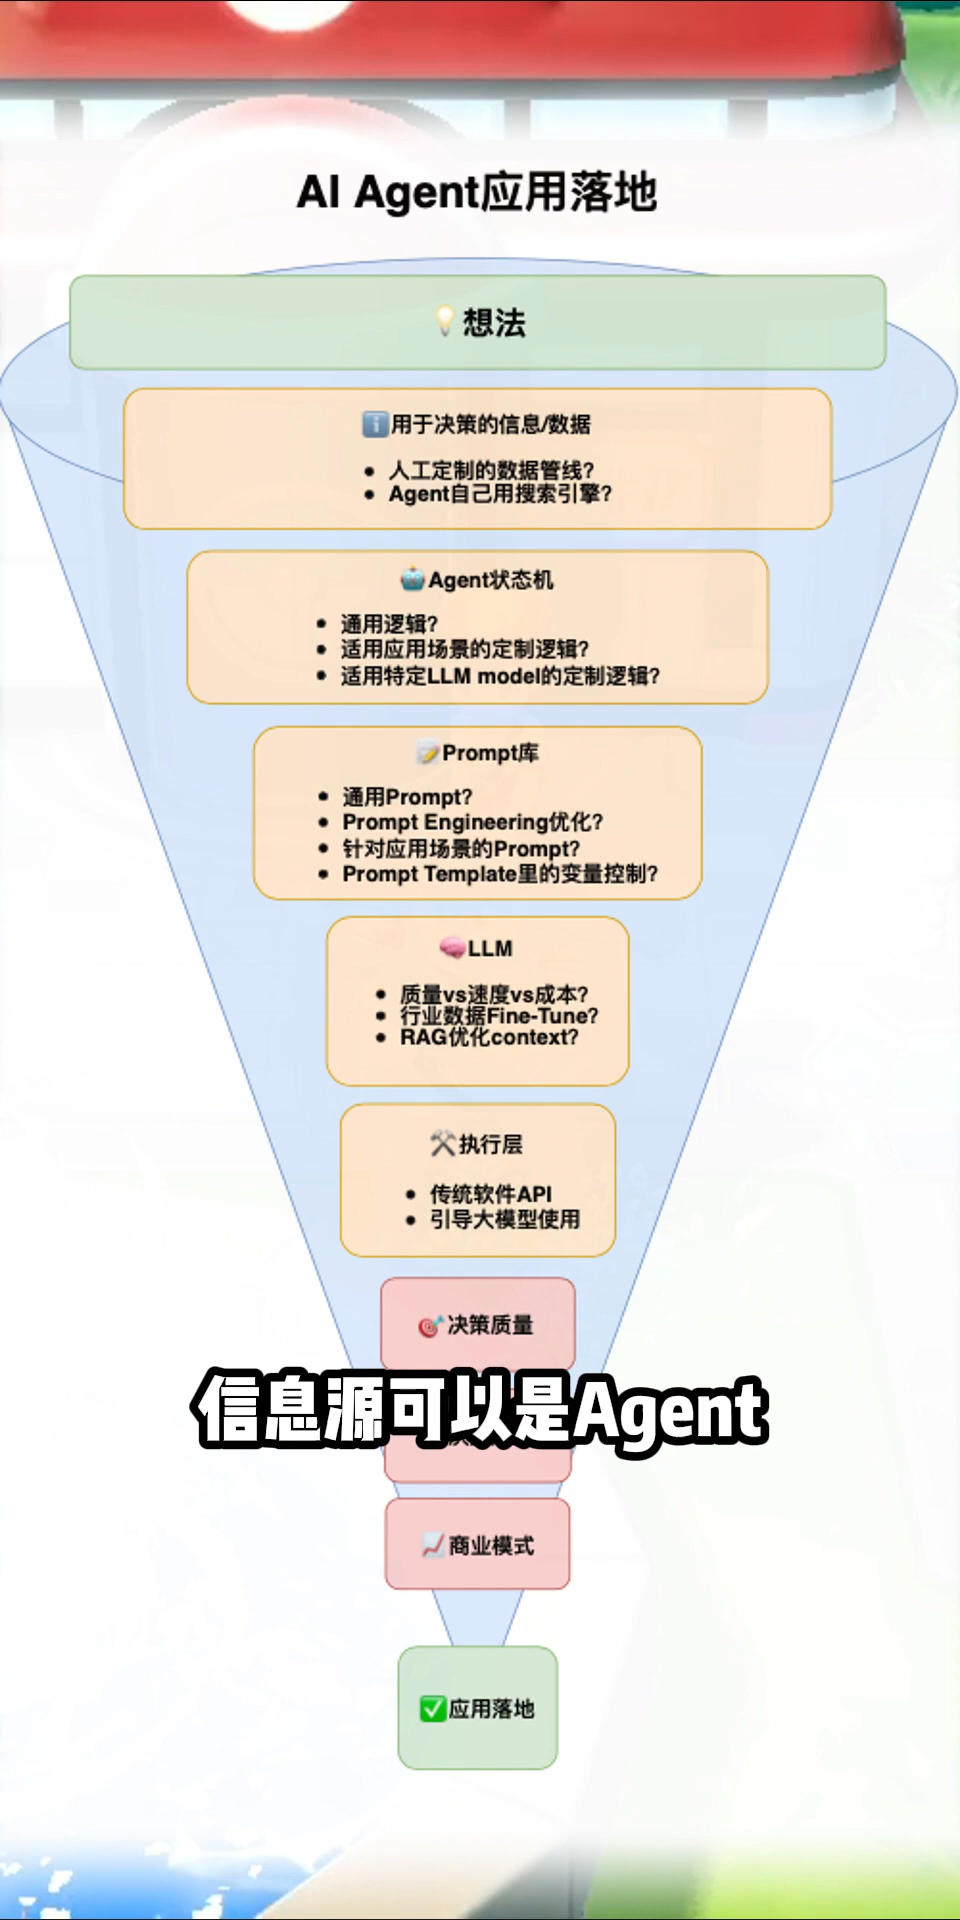 AI Agent应用落地
💡想法
ℹ️用于决策的信息/数据
• 人工定制的数据管线?
• Agent自己用搜索引擎?
🤖Agent状态机
• 通用逻辑?
• 适用应用场景的定制逻辑?
• 适用特定LLM model的定制逻辑?
📝Prompt库
• 通用Prompt?
• Prompt Engineering优化?
• 针对应用场景的Prompt?
• Prompt Template里的变量控制?
🧠LLM
• 质量vs速度vs成本?
• 行业数据Fine-Tune?
• RAG优化context?
⚒️执行层
• 传统软件API
• 引导大模型使用
🎯决策质量
信息源可以是Agent
📈商业模式
✅应用落地